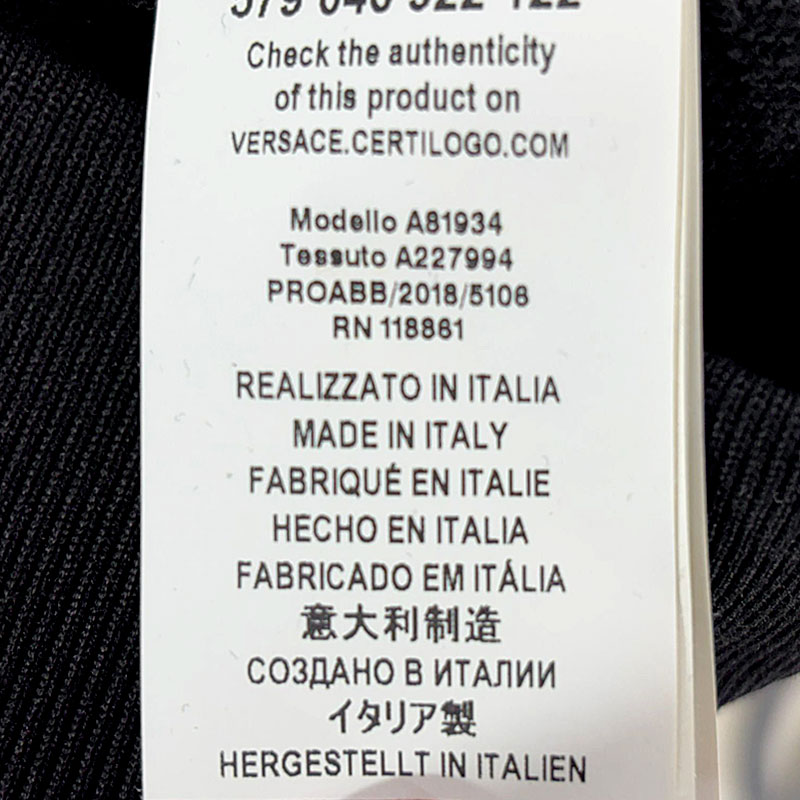 Check the authenticity
of this product on
VERSACE.CERTILOGO.COM
Modello A81934
Tessuto A227994
PROABB/2018/5106
RN 118861
REALIZZATO IN ITALIA
MADE IN ITALY
FABRIQUÉ EN ITALIE
HECHO EN ITALIA
FABRICADO EM ITÁLIA
意大利制造
СОЗДАНО В ИТАЛИИ
イタリア製
HERGESTELLT IN ITALIEN